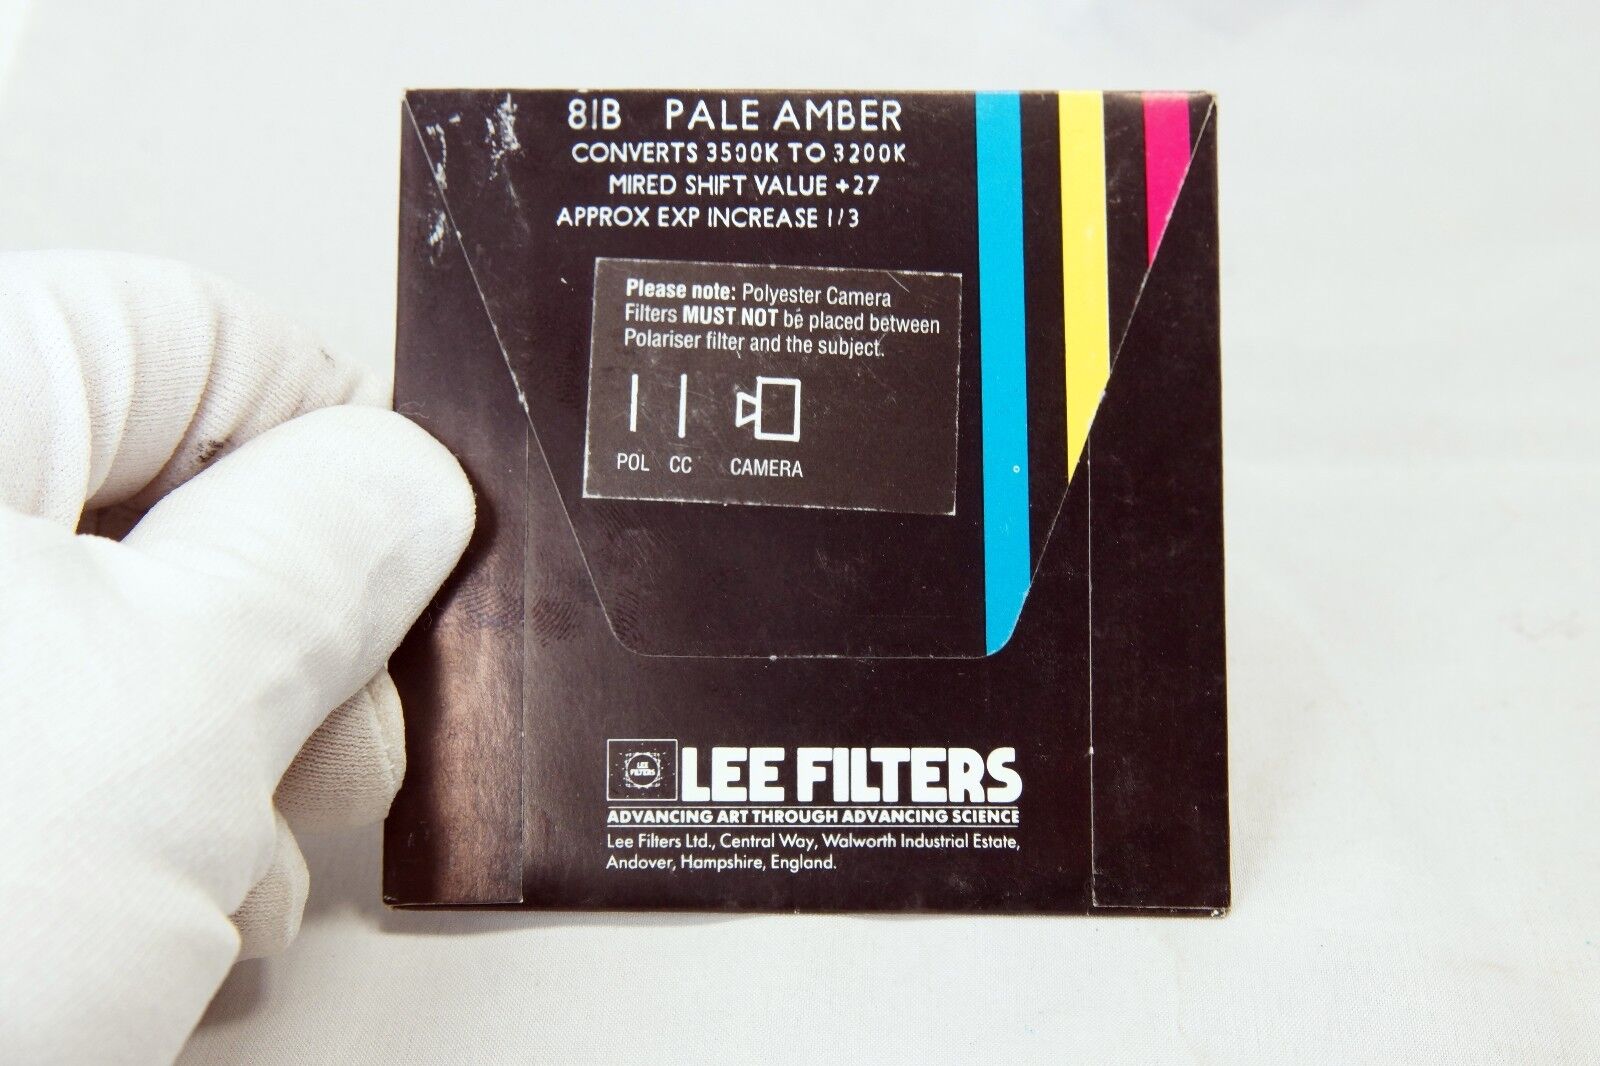 81B PALE AMBER
CONVERTS 3500K TO 3200K
MIRED SHIFT VALUE +27
APPROX EXP INCREASE 1/3
Please note: Polyester Camera
Filters MUST NOT be placed between
Polariser filter and the subject.
POL CC CAMERA
LEE
FILTERS
LEE FILTERS
ADVANCING ART THROUGH ADVANCING SCIENCE
Lee Filters Ltd., Central Way, Walworth Industrial Estate,
Andover, Hampshire, England.